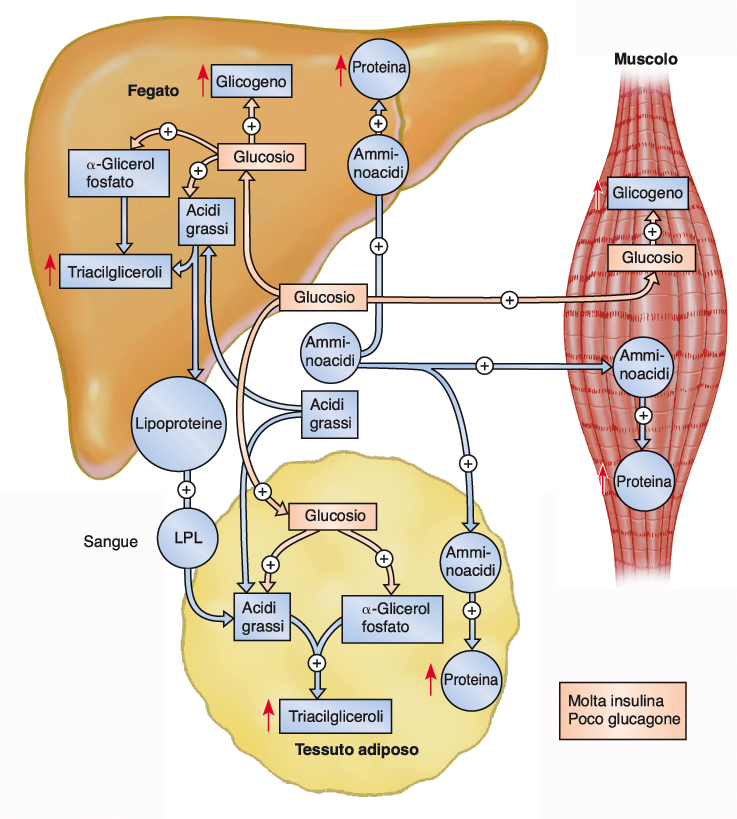 Muscolo
Fegato
Glicogeno
Proteina
+
+
+
Glucosio
α-Glicerol
fosfato
+
Ammi-
noacidi
Acidi
grassi
Triacilgliceroli
+
Glicogeno
+
Glucosio
Glucosio
+
Ammi-
noacidi
+
Ammi-
noacidi
Acidi
grassi
Lipoproteine
+
+
+
+
Proteina
Sangue
LPL
Glucosio
+
+
Ammi-
noacidi
Acidi
grassi
α-Glicerol
fosfato
+
+
Proteina
Triacilgliceroli
Tessuto adiposo
Molta insulina
Poco glucagone